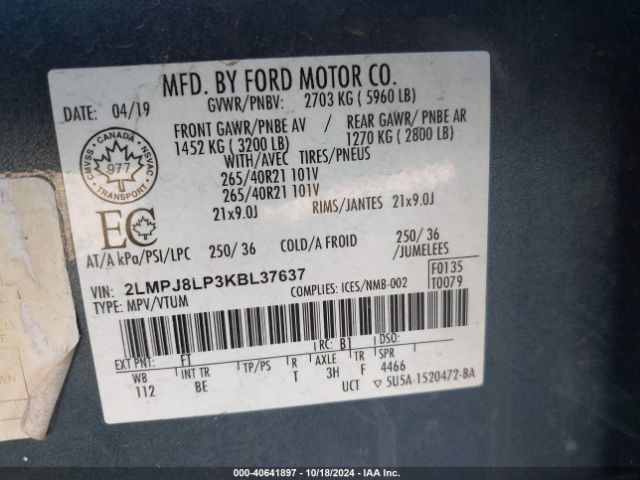 MFD. BY FORD MOTOR CO.
DATE: 04/19
GVWR/PNBV: 2703 KG ( 5960 LB)
FRONT GAWR/PNBE AV / REAR GAWR/ PNBE AR
1452 KG ( 3200 LB) 1270 KG ( 2800 LB)
WITH/AVEC TIRES/PNEUS
265/40R21 101V
265/40R21 101V
21x9.0J RIMS/JANTES 21x9.0J
CMVSS · CANADA · NSVAC
977
EC
AT/A kPa/PSI/LPC 250/ 36 COLD/A FROID 250/ 36
/JUMELEES
VIN: 2LMPJ8LP3KBL37637
TYPE: MPV/VTUM
COMPLIES: ICES/NMB-002
F0135
T0079
EXT PNT: FT RC: B1 DSO:
WB INT TR TP/PS R AXLE TR SPR
112 BE T 3H F 4466
UCT ▽ 5U5A-1520472-BA
WN
000-40641897 - 10/18/2024 - IAA Inc.